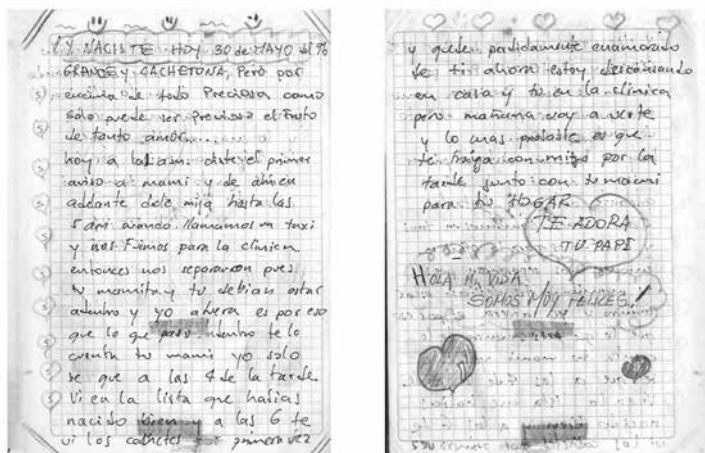 ¡Y NACISTE HOY 30 de MAYO del 96
GRANDE y CACHETONA, Pero por
encima de todo Preciosa como
solo puede ser Precioso el fruto
de tanto amor......
hoy a las 1am. diste el primer
aviso a mami y de ahí en
adelante dele mija hasta las
5 am cuando llamamos un taxi
y nos fuimos para la clinica
entonces nos separaron pues
tu mamita y tu debian estar
adentro y yo afuera es por eso
que lo que paso adentro te lo
cuenta tu mami yo solo
se que a las 4 de la tarde
Vi en la lista que habias
nacido bien y a las 6 te
vi los cachetes por primera vez
y quede perdidamente enamorado
de ti ahora estoy descansando
en casa y tu en la clinica
pero mañana voy a verte
y lo mas probable es que
te traiga conmigo por la
tarde junto con tu mami
para tu HOGAR
TE ADORA
TU PAPI
HOLA MI VIDA
SOMOS MUY FELICES!